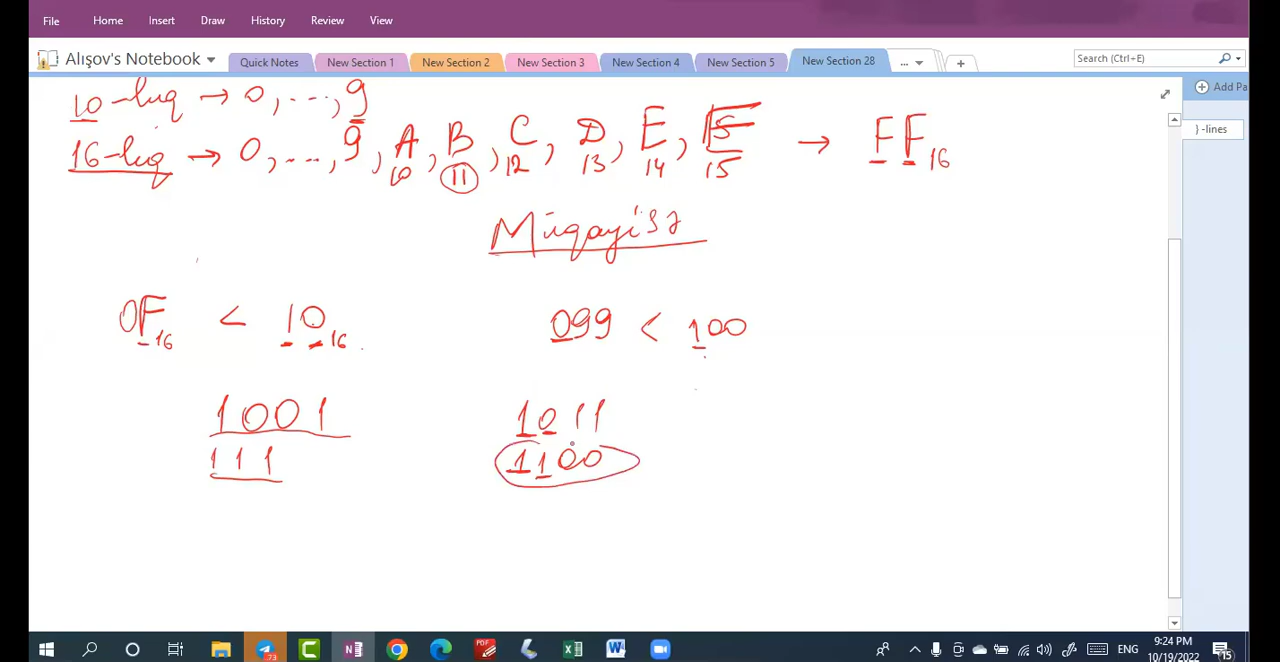 File Home Insert Draw History Review View
Alışov's Notebook Quick Notes New Section 1 New Section 2 New Section 3 New Section 4 New Section 5 New Section 28 ... Search (Ctrl+E)
Add Pa
} -lines
10-luq → 0, ..., 9
16-luq → 0, ..., 9, A, B, C, D, E, F → FF16
10 11 12 13 14 15
Müqayisə
0F16 < 1016 099 < 100
1001 1011
111 1100
73 ENG 9:24 PM
10/19/2022 15